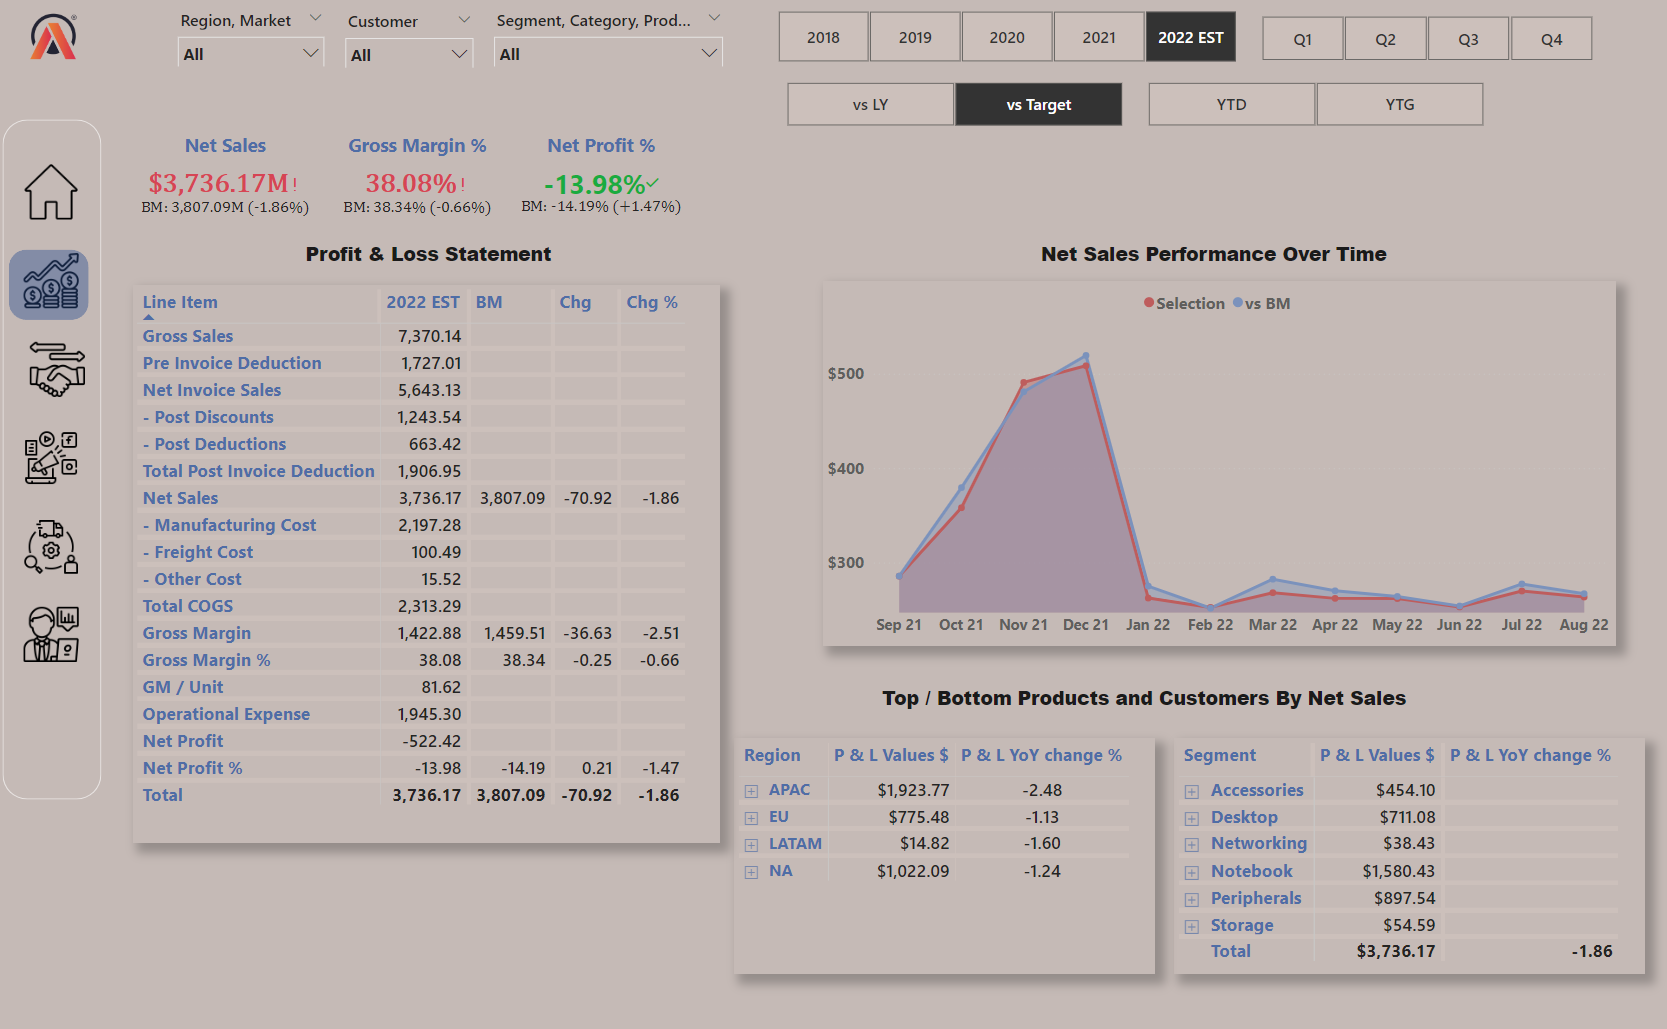 Region, Market
Customer
Segment, Category, Prod...
All
All
All
2018 2019 2020 2021 2022 EST
Q1 Q2 Q3 Q4
vs LY vs Target
YTD YTG
Net Sales
$3,736.17M!
BM: 3,807.09M (-1.86%)
Gross Margin %
38.08%!
BM: 38.34% (-0.66%)
Net Profit %
-13.98%✓
BM: -14.19% (+1.47%)
Profit & Loss Statement
Line Item 2022 EST BM Chg Chg %
Gross Sales 7,370.14
Pre Invoice Deduction 1,727.01
Net Invoice Sales 5,643.13
- Post Discounts 1,243.54
- Post Deductions 663.42
Total Post Invoice Deduction 1,906.95
Net Sales 3,736.17 3,807.09 -70.92 -1.86
- Manufacturing Cost 2,197.28
- Freight Cost 100.49
- Other Cost 15.52
Total COGS 2,313.29
Gross Margin 1,422.88 1,459.51 -36.63 -2.51
Gross Margin % 38.08 38.34 -0.25 -0.66
GM / Unit 81.62
Operational Expense 1,945.30
Net Profit -522.42
Net Profit % -13.98 -14.19 0.21 -1.47
Total 3,736.17 3,807.09 -70.92 -1.86
Net Sales Performance Over Time
Selection vs BM
$500
$400
$300
Sep 21 Oct 21 Nov 21 Dec 21 Jan 22 Feb 22 Mar 22 Apr 22 May 22 Jun 22 Jul 22 Aug 22
Top / Bottom Products and Customers By Net Sales
Region P & L Values $ P & L YoY change %
APAC $1,923.77 -2.48
EU $775.48 -1.13
LATAM $14.82 -1.60
NA $1,022.09 -1.24
Segment P & L Values $ P & L YoY change %
Accessories $454.10
Desktop $711.08
Networking $38.43
Notebook $1,580.43
Peripherals $897.54
Storage $54.59
Total $3,736.17 -1.86